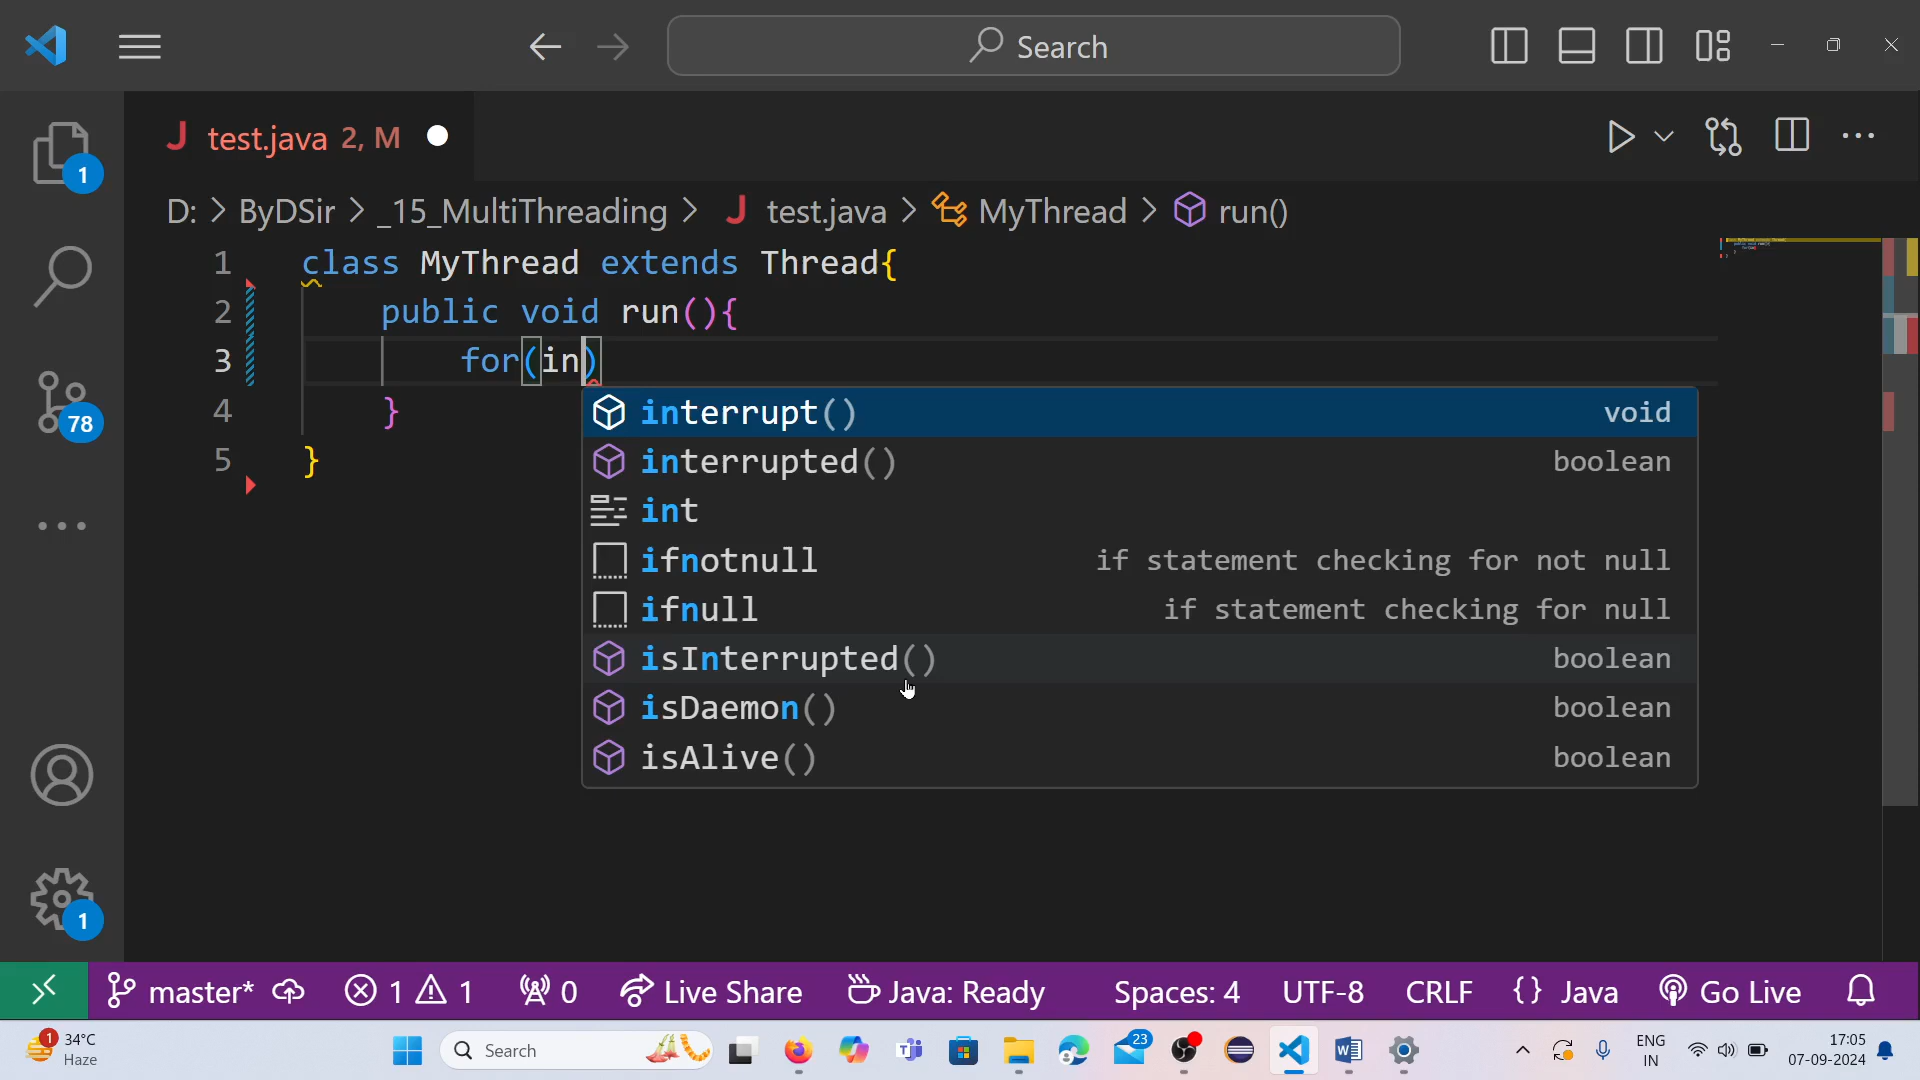 Search
test.java 2, M
D: > ByDSir > _15_MultiThreading > J test.java > MyThread > run()
1 class MyThread extends Thread{
2 public void run(){
3 for(in)
4 }
5 }
interrupt() void
interrupted() boolean
int
ifnotnull if statement checking for not null
ifnull if statement checking for null
isInterrupted() boolean
isDaemon() boolean
isAlive() boolean
1
78
1
master* 1 1 0 Live Share Java: Ready Spaces: 4 UTF-8 CRLF {} Java Go Live
1 34°C
Haze
Search
23
ENG
IN
17:05
07-09-2024